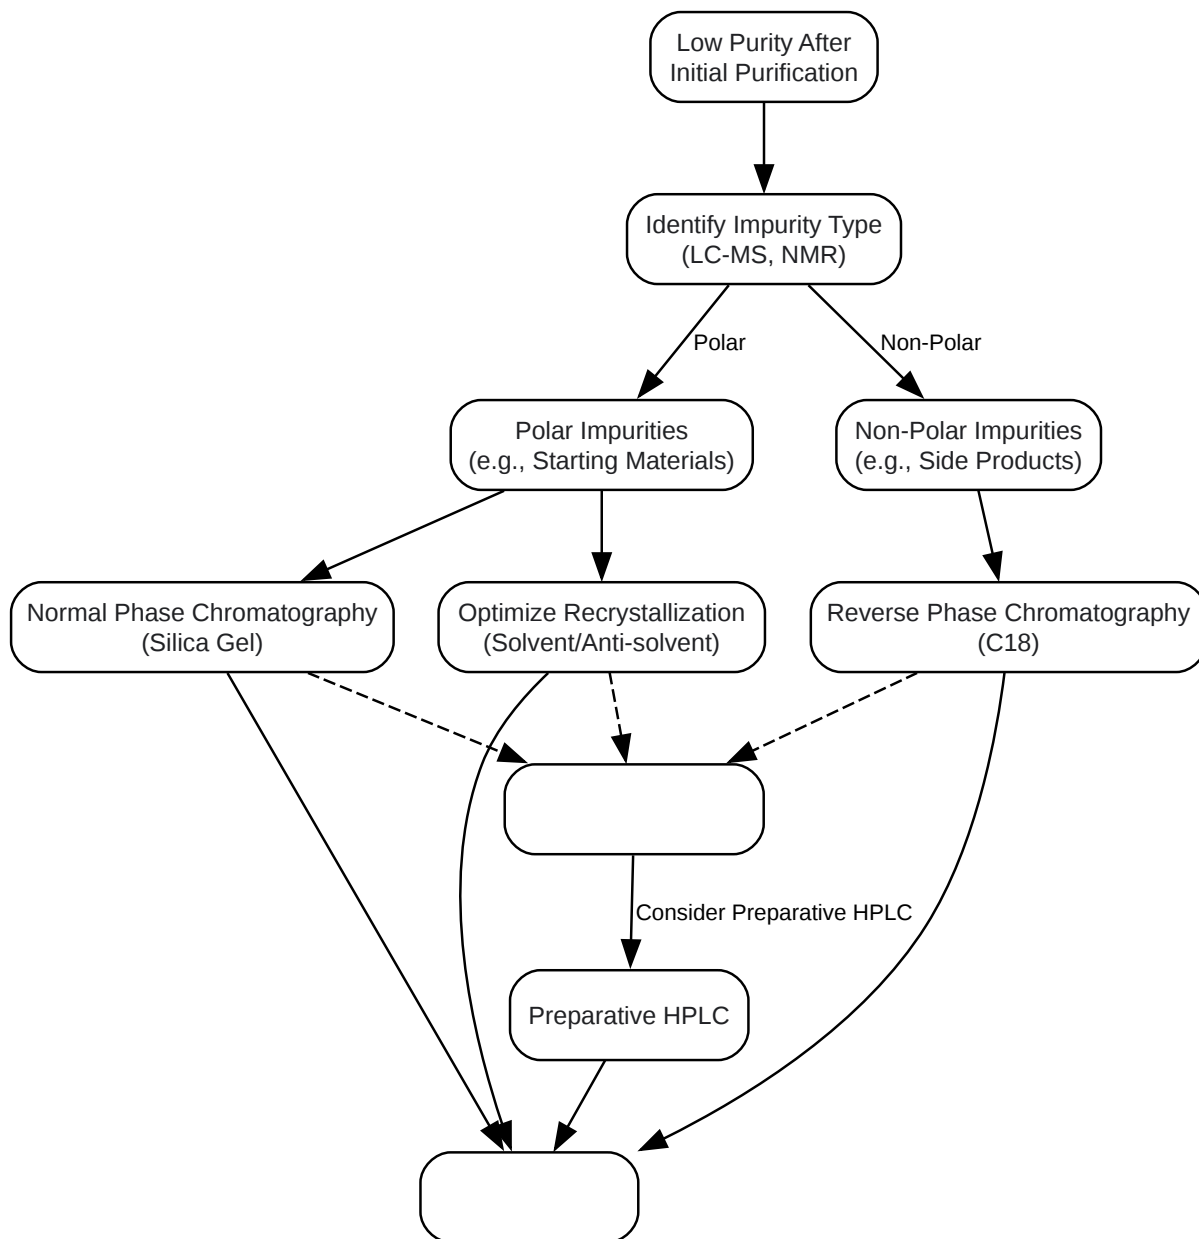 Low Purity After
Initial Purification
Identify Impurity Type
(LC-MS, NMR)
Polar
Non-Polar
Polar Impurities
(e.g., Starting Materials)
Non-Polar Impurities
(e.g., Side Products)
Normal Phase Chromatography
(Silica Gel)
Optimize Recrystallization
(Solvent/Anti-solvent)
Reverse Phase Chromatography
(C18)
Consider Preparative HPLC
Preparative HPLC